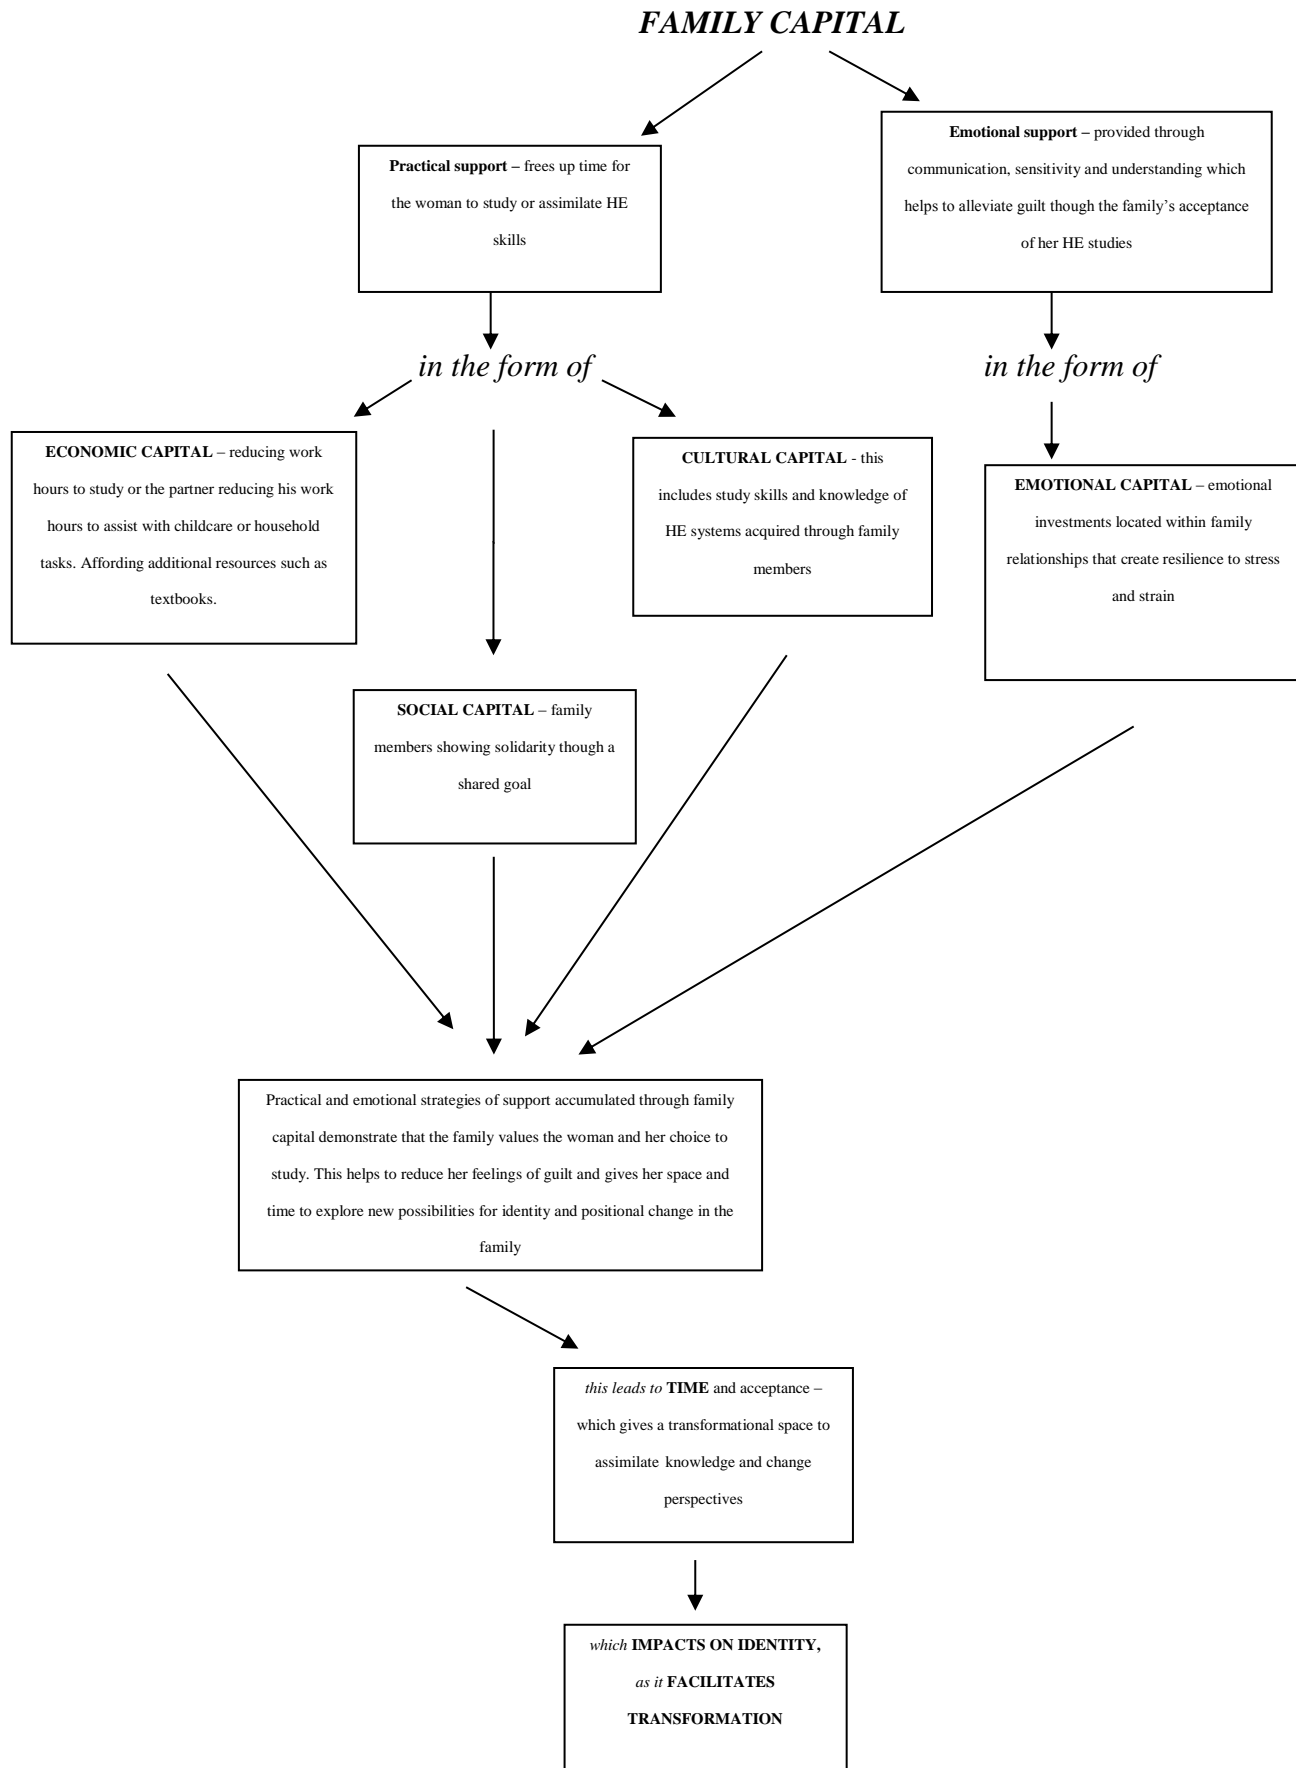 FAMILY CAPITAL
Practical support – frees up time for
the woman to study or assimilate HE
skills
Emotional support – provided through
communication, sensitivity and understanding which
helps to alleviate guilt though the family’s acceptance
of her HE studies
in the form of
in the form of
ECONOMIC CAPITAL – reducing work
hours to study or the partner reducing his work
hours to assist with childcare or household
tasks. Affording additional resources such as
textbooks.
CULTURAL CAPITAL - this
includes study skills and knowledge of
HE systems acquired through family
members
EMOTIONAL CAPITAL – emotional
investments located within family
relationships that create resilience to stress
and strain
SOCIAL CAPITAL – family
members showing solidarity though a
shared goal
Practical and emotional strategies of support accumulated through family
capital demonstrate that the family values the woman and her choice to
study. This helps to reduce her feelings of guilt and gives her space and
time to explore new possibilities for identity and positional change in the
family
this leads to TIME and acceptance –
which gives a transformational space to
assimilate knowledge and change
perspectives
which IMPACTS ON IDENTITY,
as it FACILITATES
TRANSFORMATION